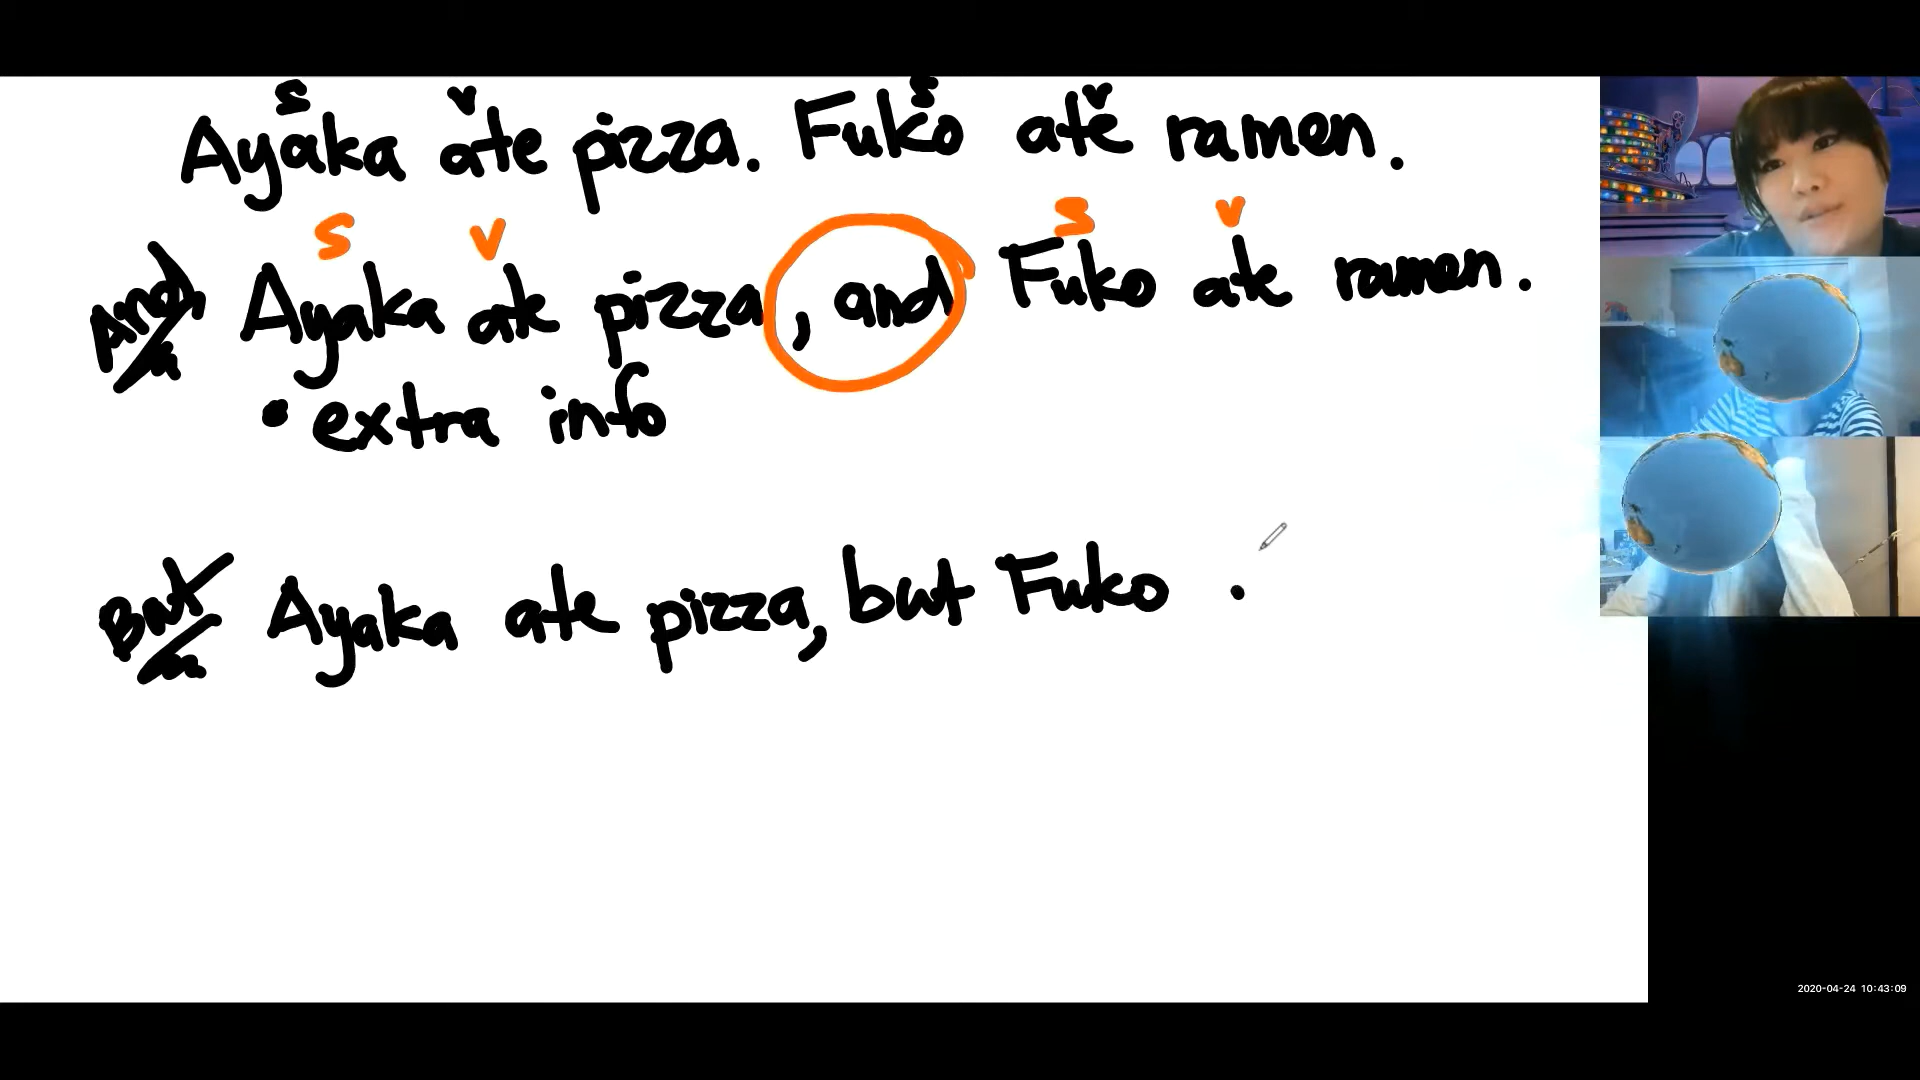 s v s v
Ayaka ate pizza. Fuko ate ramen.
s v s v
And Ayaka ate pizza, and Fuko ate ramen.
• extra info
But Ayaka ate pizza, but Fuko .
2020-04-24 10:43:09